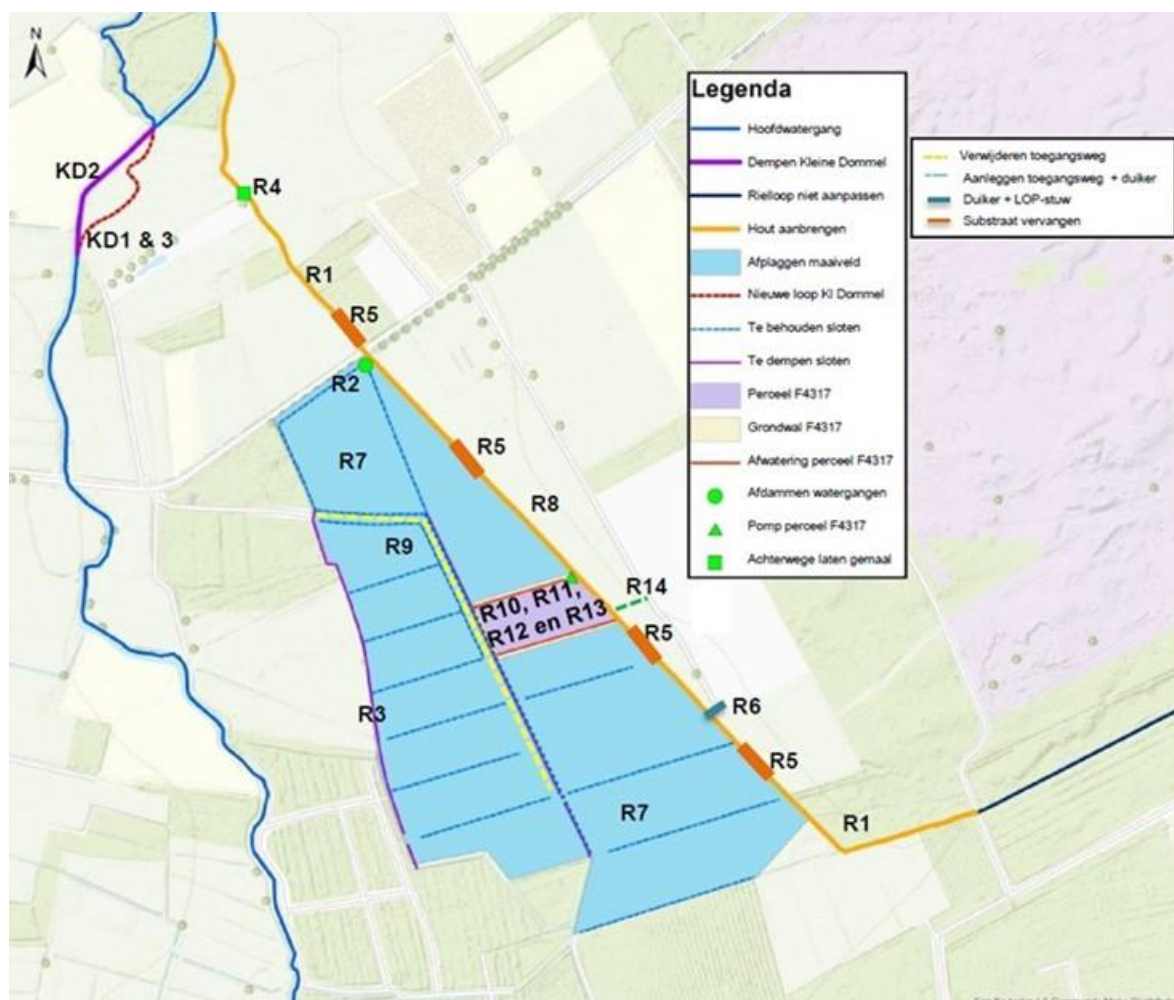 N
KD2
KD1 & 3
R4
R1
R5
R2
R7
R5
R8
R9
R10, R11,
R12 en R13
R14
R5
R3
R6
R5
R7
R1
Legenda
Hoofdwatergang
Dempen Kleine Dommel
Rielloop niet aanpassen
Hout aanbrengen
Afplaggen maaiveld
Nieuwe loop Kl Dommel
Te behouden sloten
Te dempen sloten
Perceel F4317
Grondwal F4317
Afwatering perceel F4317
Afdammen watergangen
Pomp perceel F4317
Achterwege laten gemaal
Verwijderen toegangsweg
Aanleggen toegangsweg + duiker
Duiker + LOP-stuw
Substraat vervangen